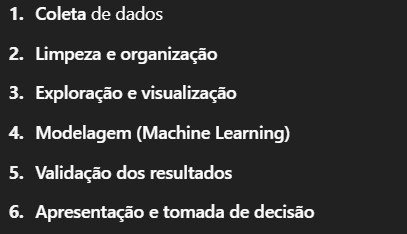 1. Coleta de dados
2. Limpeza e organização
3. Exploração e visualização
4. Modelagem (Machine Learning)
5. Validação dos resultados
6. Apresentação e tomada de decisão